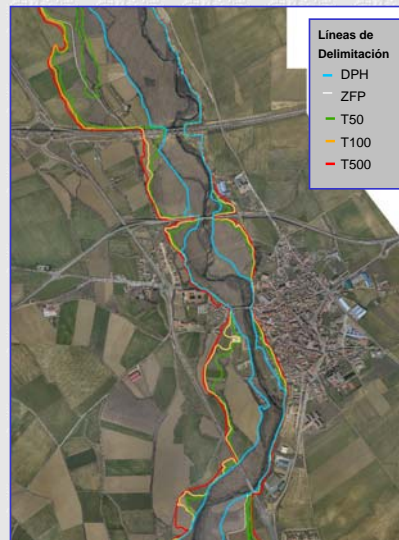 Líneas de
Delimitación
DPH
ZFP
T50
T100
T500